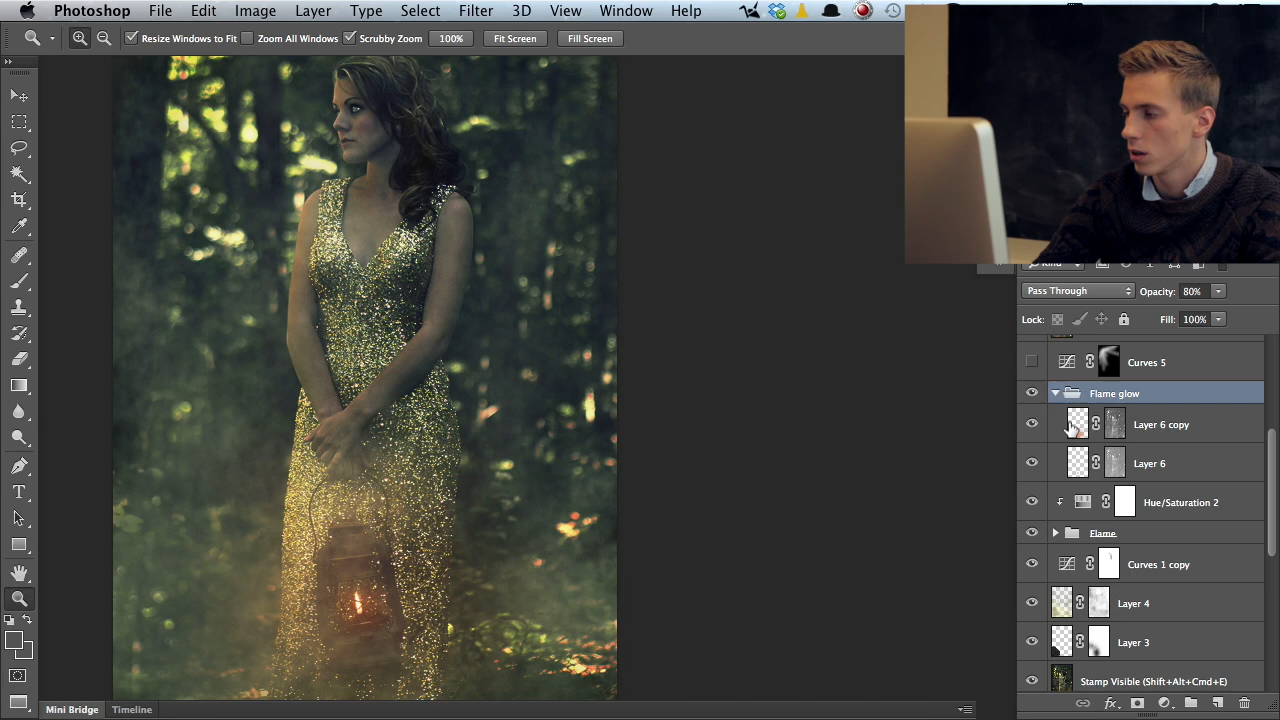 Photoshop File Edit Image Layer Type Select Filter 3D View Window Help
Resize Windows to Fit Zoom All Windows Scrubby Zoom 100% Fit Screen Fill Screen
Pass Through Opacity: 80%
Lock: Fill: 100%
Curves 5
Flame glow
Layer 6 copy
Layer 6
Hue/Saturation 2
Flame
Curves 1 copy
Layer 4
Layer 3
Stamp Visible (Shift+Alt+Cmd+E)
Mini Bridge Timeline